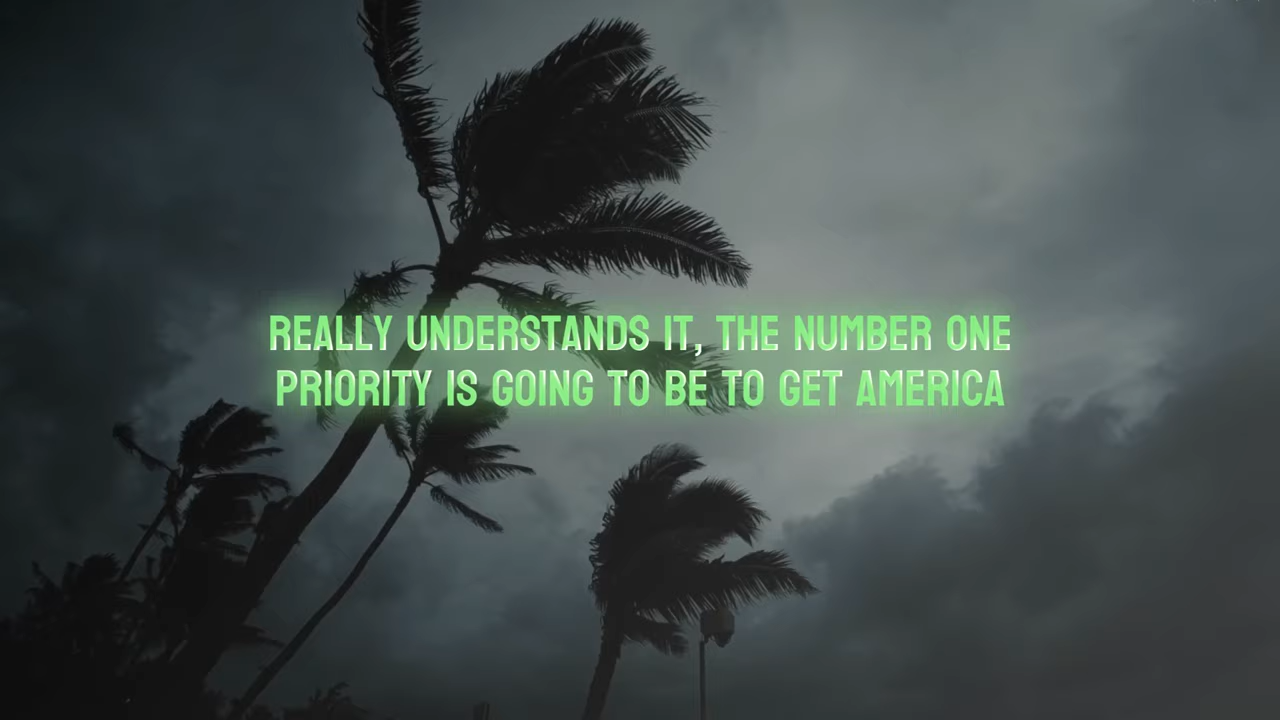 REALLY UNDERSTANDS IT, THE NUMBER ONE
PRIORITY IS GOING TO BE TO GET AMERICA